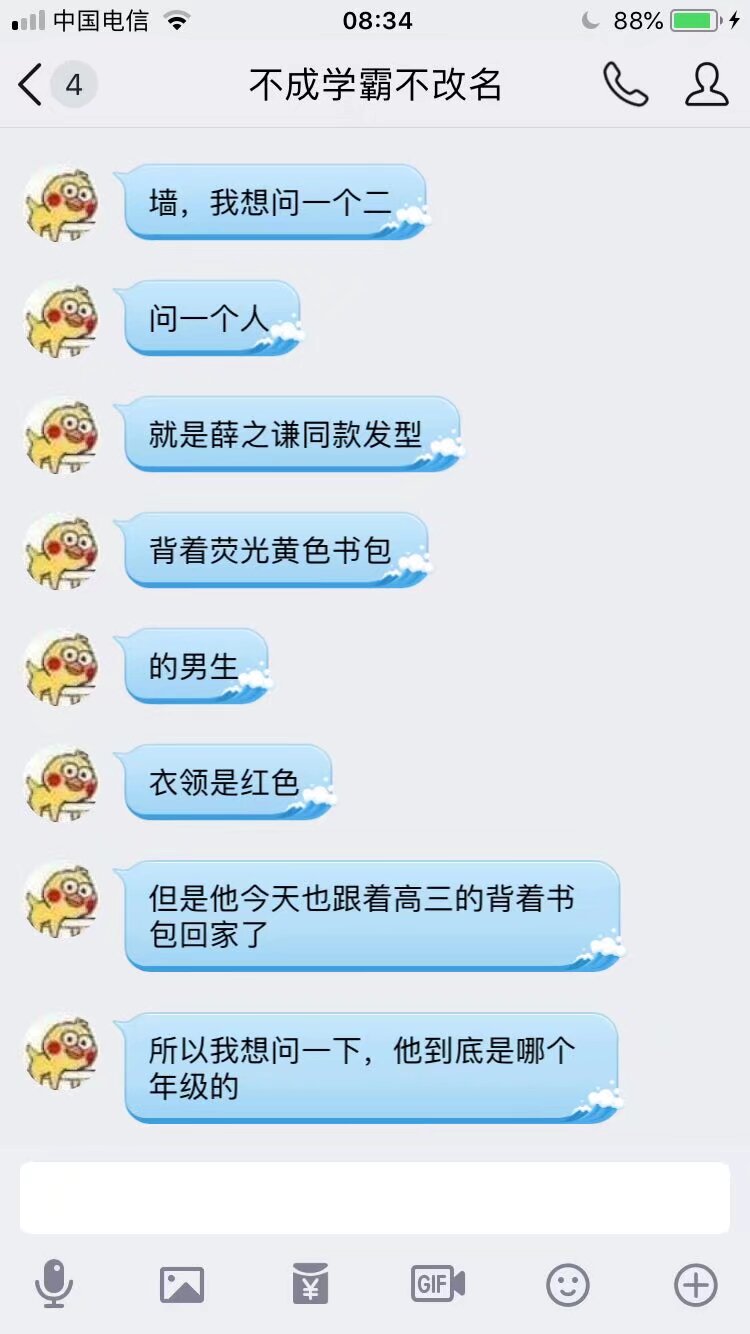 中国电信
08:34
88%
4
不成学霸不改名
墙，我想问一个二
问一个人
就是薛之谦同款发型
背着荧光黄色书包
的男生
衣领是红色
但是他今天也跟着高三的背着书
包回家了
所以我想问一下，他到底是哪个
年级的
¥
GIF